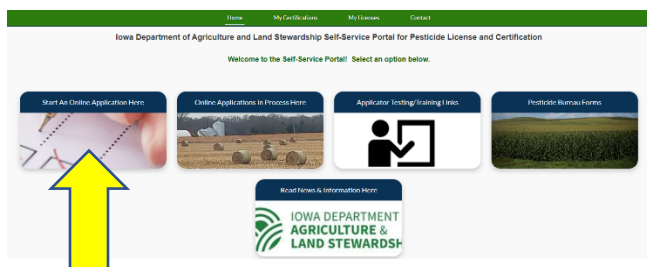 Home My Certifications My Licenses Contact
Iowa Department of Agriculture and Land Stewardship Self-Service Portal for Pesticide License and Certification
Welcome to the Self-Service Portal! Select an option below.
Start An Online Application Here Online Applications In Process Here Applicator Testing/Training Links Pesticide Bureau Forms
Read News & Information Here
IOWA DEPARTMENT
AGRICULTURE &
LAND STEWARDSH